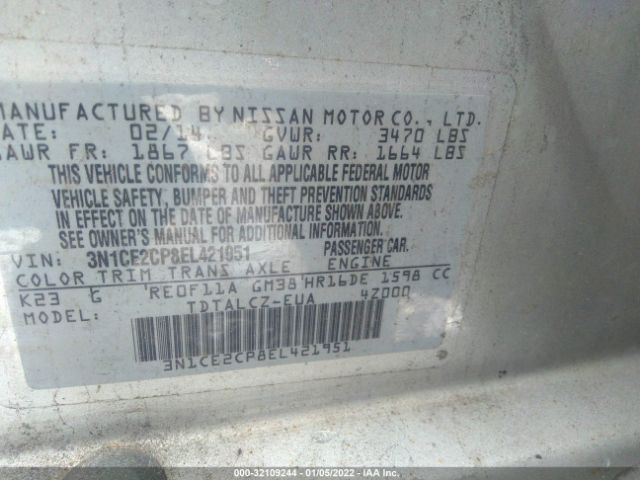 MANUFACTURED BY NISSAN MOTOR CO., LTD.
DATE: 02/14 GVWR: 3470 LBS
GAWR FR: 1867 LBS GAWR RR: 1664 LBS
THIS VEHICLE CONFORMS TO ALL APPLICABLE FEDERAL MOTOR
VEHICLE SAFETY, BUMPER AND THEFT PREVENTION STANDARDS
IN EFFECT ON THE DATE OF MANUFACTURE SHOWN ABOVE.
SEE OWNER'S MANUAL FOR ADDITIONAL INFORMATION.
VIN: 3N1CE2CP8EL421951 PASSENGER CAR.
COLOR TRIM TRANS AXLE ENGINE
K23 G RE0F11A GM38 HR16DE 1598 CC
MODEL: TDTALCZ-EUA 4Z000
3N1CE2CP8EL421951
© Copyright - 32109244 - 01/05/2022 - IAA Inc.